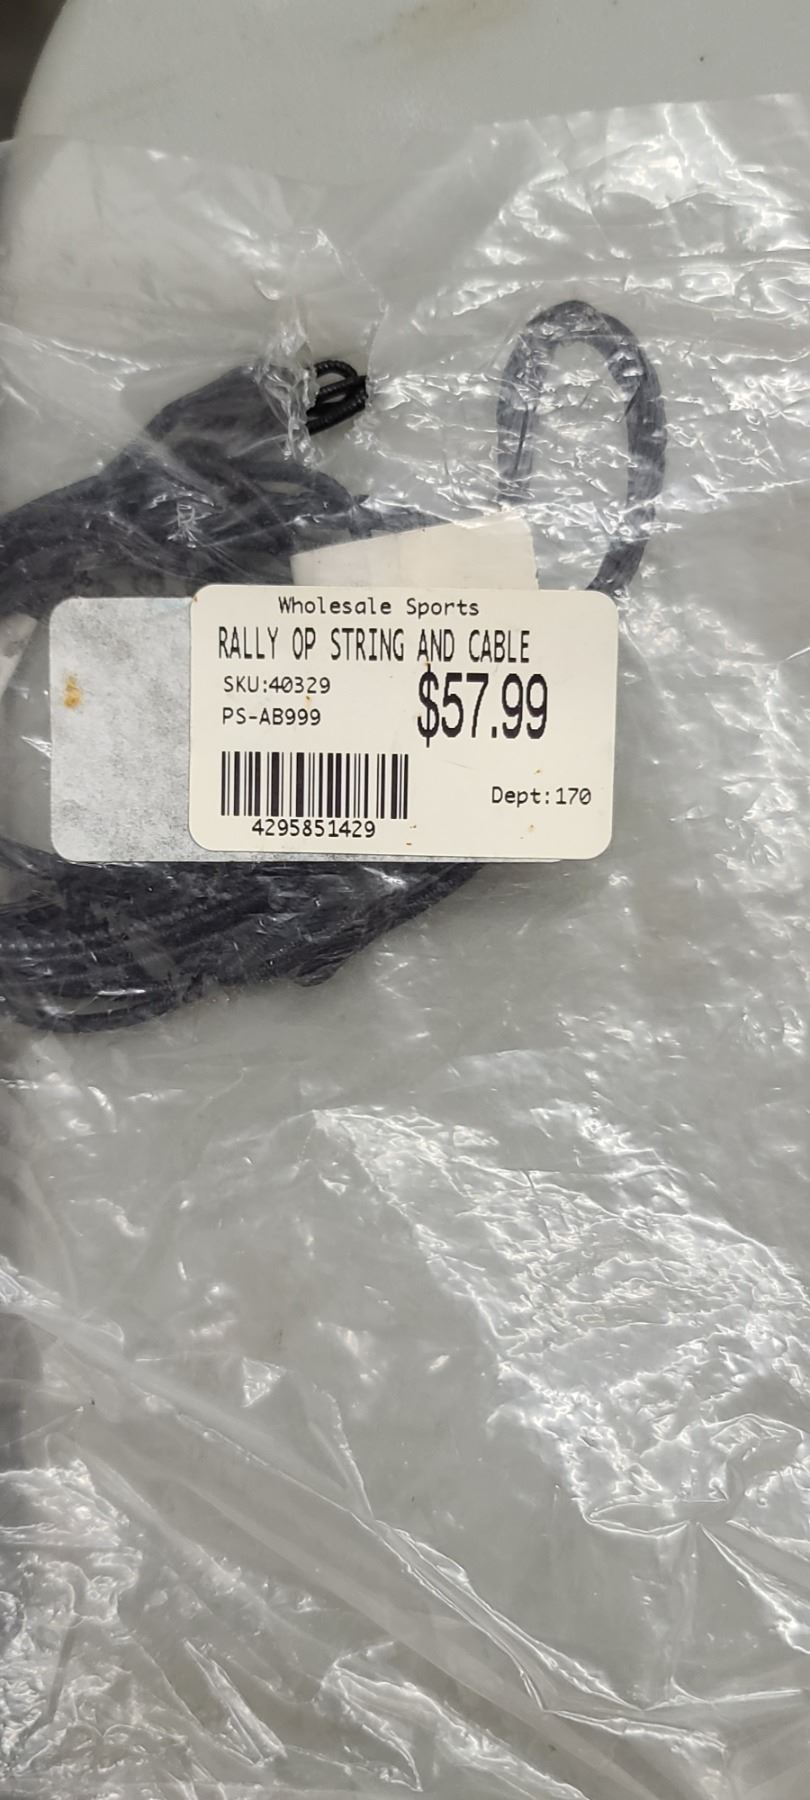 Wholesale Sports
RALLY OP STRING AND CABLE
SKU:40329
$57.99
PS-AB999
Dept:170
4295851429